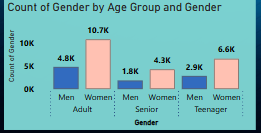 Count of Gender by Age Group and Gender
Count of Gender
10K
5K
0K
4.8K
10.7K
1.8K
4.3K
2.9K
6.6K
Men Women Men Women Men Women
Adult Senior Teenager
Gender